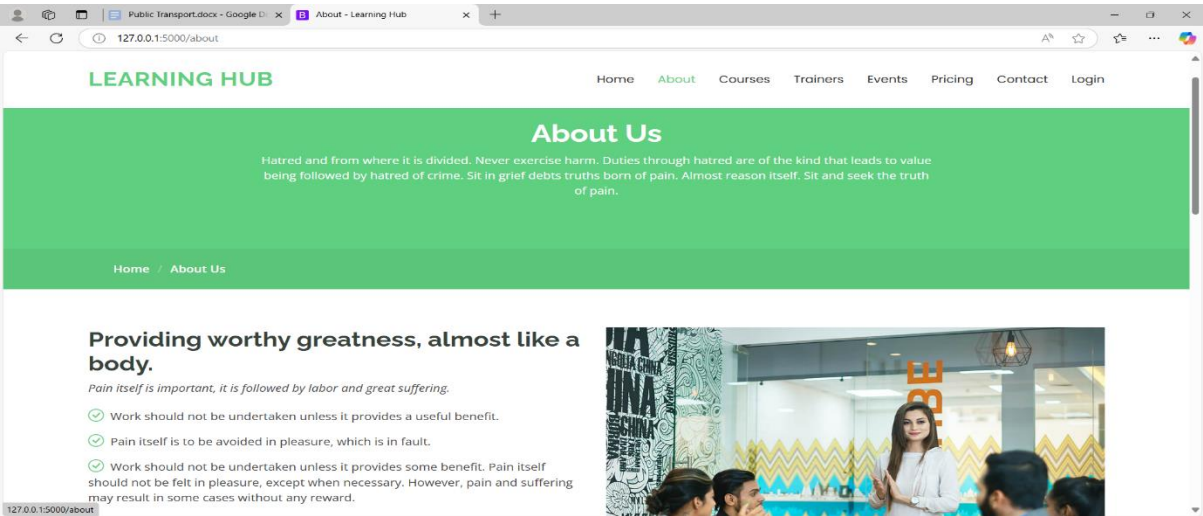 Public Transport.docx - Google D
About - Learning Hub
127.0.0.1:5000/about
LEARNING HUB
Home About Courses Trainers Events Pricing Contact Login
About Us
Hatred and from where it is divided. Never exercise harm. Duties through hatred are of the kind that leads to value
being followed by hatred of crime. Sit in grief debts truths born of pain. Almost reason itself. Sit and seek the truth
of pain.
Home / About Us
Providing worthy greatness, almost like a
body.
Pain itself is important, it is followed by labor and great suffering.
Work should not be undertaken unless it provides a useful benefit.
Pain itself is to be avoided in pleasure, which is in fault.
Work should not be undertaken unless it provides some benefit. Pain itself
should not be felt in pleasure, except when necessary. However, pain and suffering
may result in some cases without any reward.
CHINA
127.0.0.1:5000/about